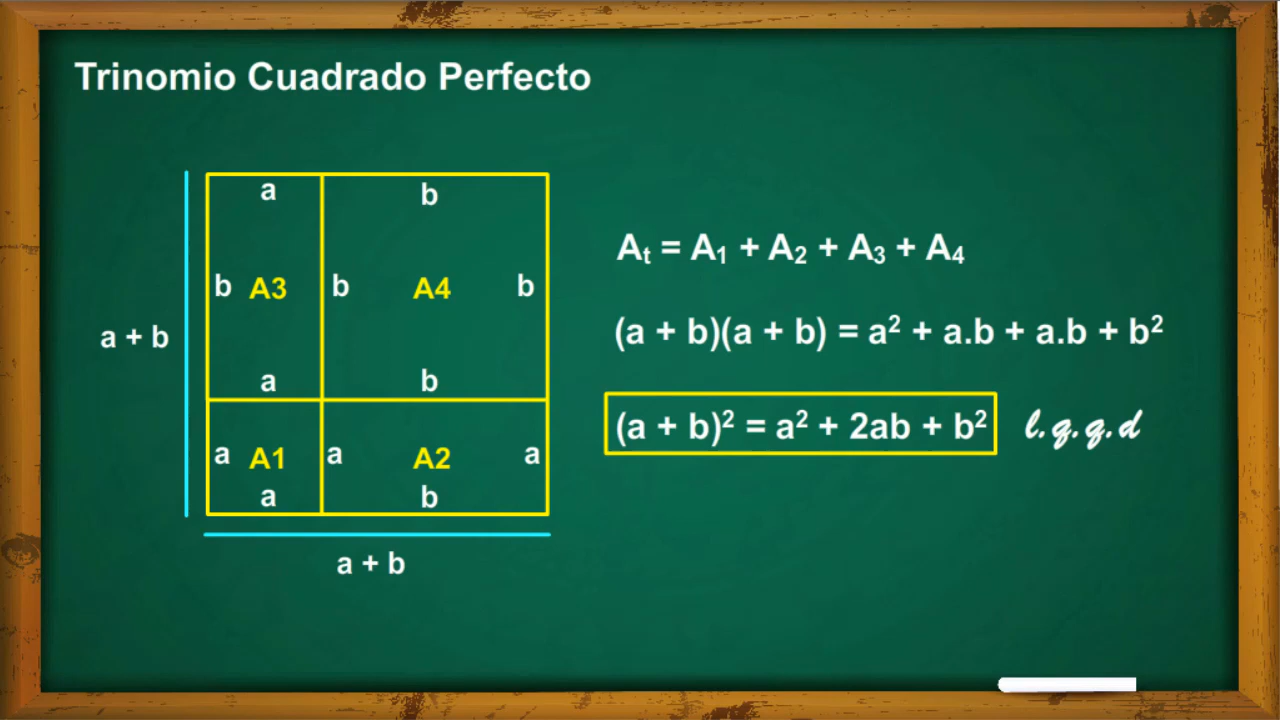 Trinomio Cuadrado Perfecto
a b
b A3 b A4 b
a + b
a b
a A1 a A2 a
a b
a + b
Aₜ = A₁ + A₂ + A₃ + A₄
(a + b)(a + b) = a² + a.b + a.b + b²
(a + b)² = a² + 2ab + b² l.q.q.d